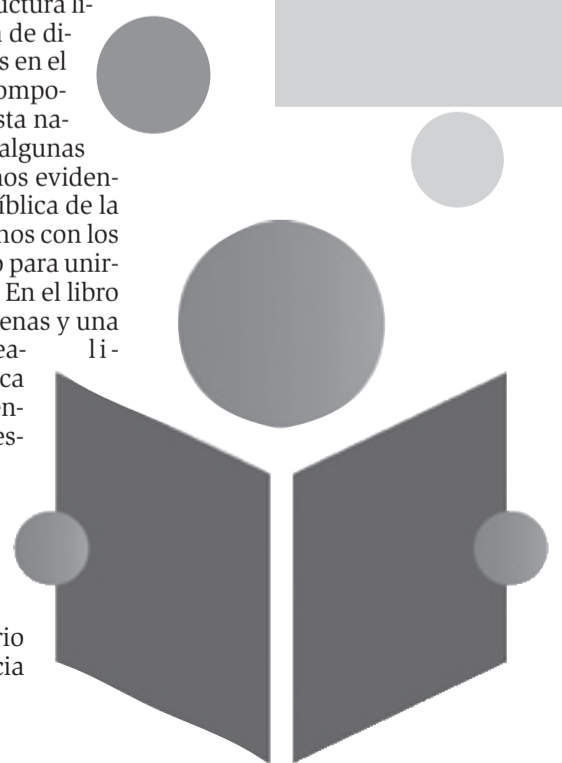 uctura li-
de di-
s en el
ompo-
sta na-
algunas
nos eviden-
íblica de la
nos con los
o para unir-
En el libro
enas y una
ea- li-
ca
en-
es-
rio
cia